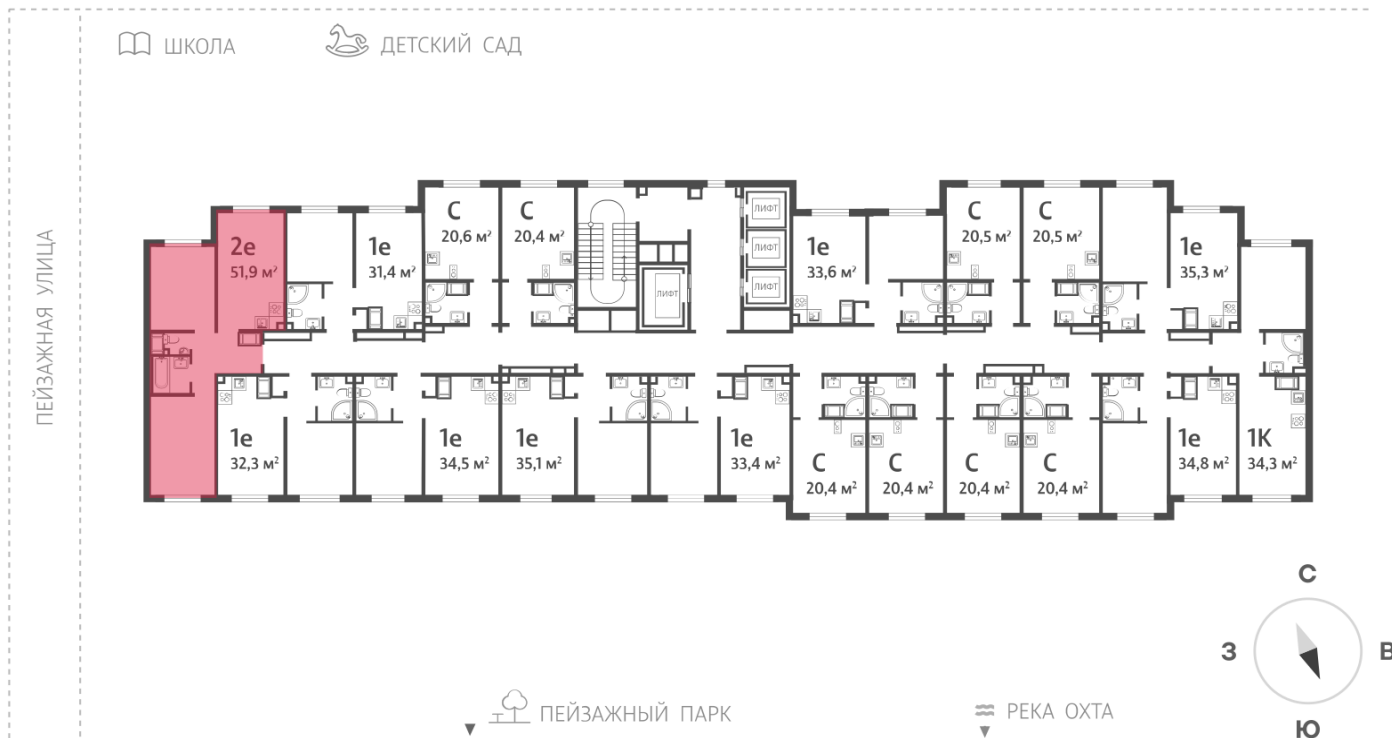 ШКОЛА
ДЕТСКИЙ САД
ПЕЙЗАЖНАЯ УЛИЦА
2е
51,9 м²
1е
31,4 м²
С
20,6 м²
С
20,4 м²
ЛИФТ
ЛИФТ
ЛИФТ
ЛИФТ
1е
33,6 м²
С
20,5 м²
С
20,5 м²
1е
35,3 м²
1е
32,3 м²
1е
34,5 м²
1е
35,1 м²
1е
33,4 м²
С
20,4 м²
С
20,4 м²
С
20,4 м²
С
20,4 м²
1е
34,8 м²
1К
34,3 м²
С
З
В
Ю
ПЕЙЗАЖНЫЙ ПАРК
РЕКА ОХТА